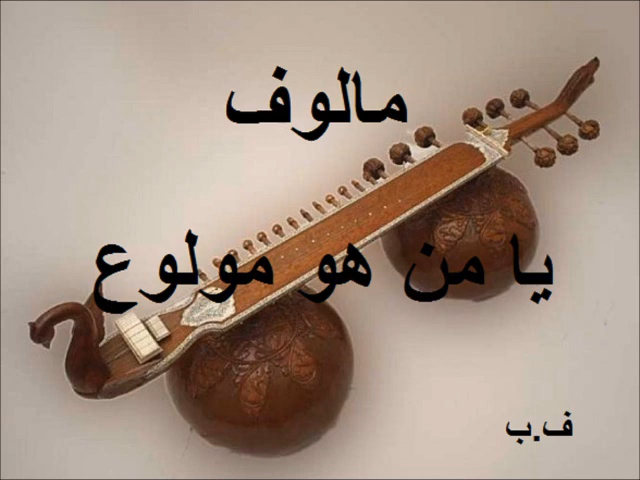 مالوف
يا من هو مولوع
ف.ب